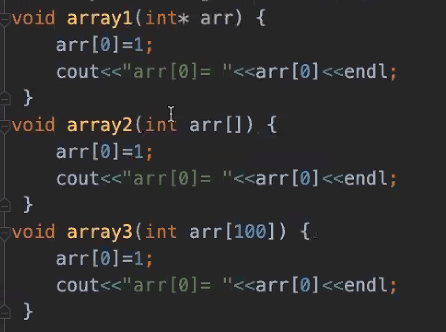 void array1(int* arr) {
    arr[0]=1;
    cout<<"arr[0]= "<<arr[0]<<endl;
}
void array2(int arr[]) {
    arr[0]=1;
    cout<<"arr[0]= "<<arr[0]<<endl;
}
void array3(int arr[100]) {
    arr[0]=1;
    cout<<"arr[0]= "<<arr[0]<<endl;
}